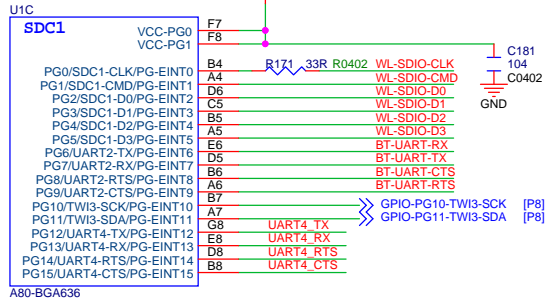 U1C
SDC1
VCC-PG0 F7
VCC-PG1 F8
C181
104
C0402
GND
PG0/SDC1-CLK/PG-EINT0 B4 R171 33R R0402 WL-SDIO-CLK
PG1/SDC1-CMD/PG-EINT1 A4 WL-SDIO-CMD
PG2/SDC1-D0/PG-EINT2 D6 WL-SDIO-D0
PG3/SDC1-D1/PG-EINT3 C5 WL-SDIO-D1
PG4/SDC1-D2/PG-EINT4 B5 WL-SDIO-D2
PG5/SDC1-D3/PG-EINT5 A5 WL-SDIO-D3
PG6/UART2-TX/PG-EINT6 E6 BT-UART-RX
PG7/UART2-RX/PG-EINT7 D5 BT-UART-TX
PG8/UART2-RTS/PG-EINT8 B6 BT-UART-CTS
PG9/UART2-CTS/PG-EINT9 A6 BT-UART-RTS
PG10/TWI3-SCK/PG-EINT10 B7 GPIO-PG10-TWI3-SCK [P8]
PG11/TWI3-SDA/PG-EINT11 A7 GPIO-PG11-TWI3-SDA [P8]
PG12/UART4-TX/PG-EINT12 G8 UART4_TX
PG13/UART4-RX/PG-EINT13 E8 UART4_RX
PG14/UART4-RTS/PG-EINT14 D8 UART4_RTS
PG15/UART4-CTS/PG-EINT15 B8 UART4_CTS
A80-BGA636